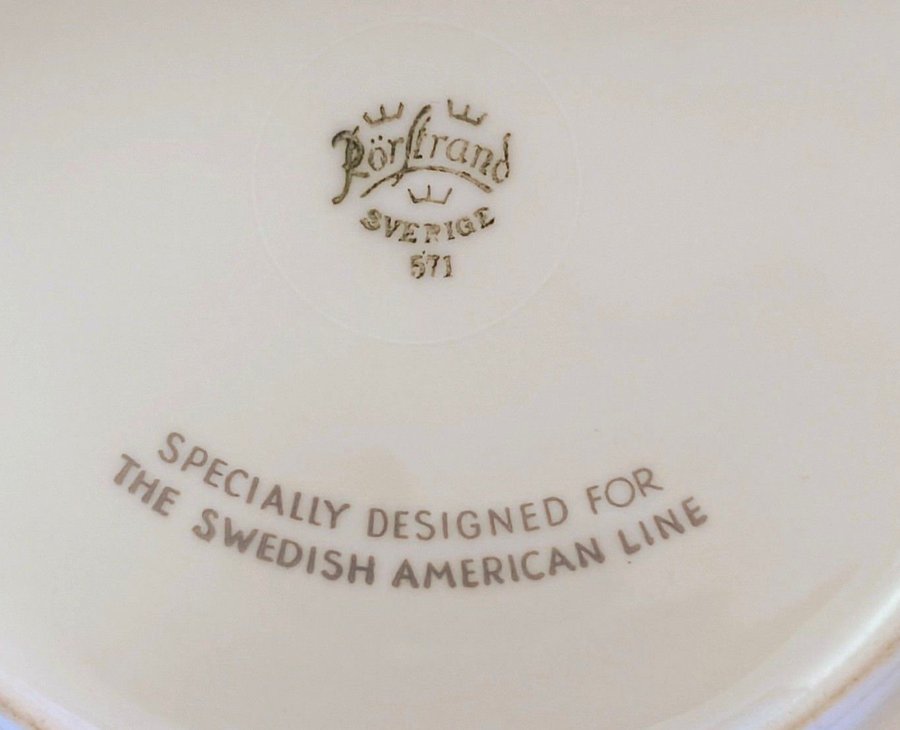 Rörstrand
SVERIGE
571
SPECIALLY DESIGNED FOR
THE SWEDISH AMERICAN LINE